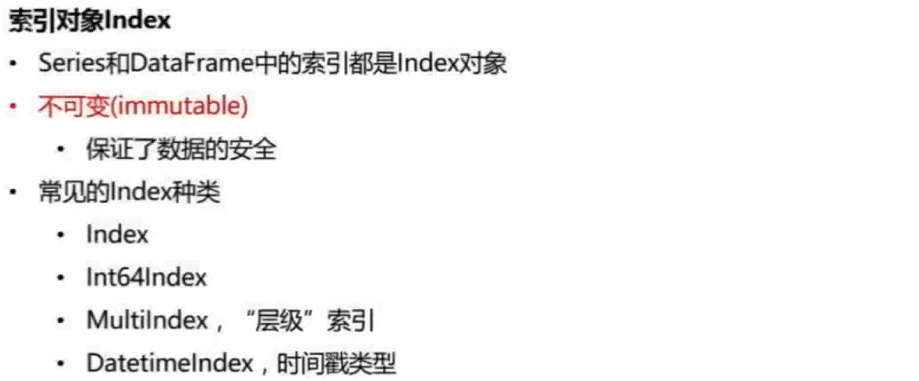 索引对象Index
• Series和DataFrame中的索引都是Index对象
• 不可变(immutable)
• 保证了数据的安全
• 常见的Index种类
• Index
• Int64Index
• MultiIndex，“层级”索引
• DatetimeIndex，时间戳类型